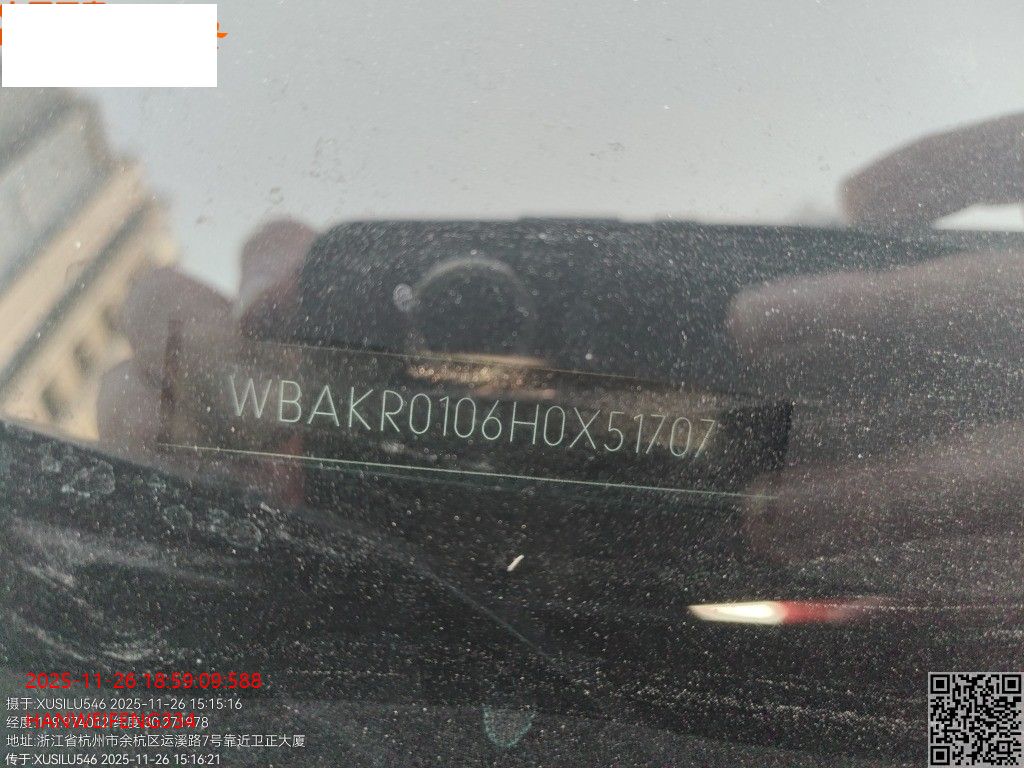 WBAKR0106H0X51707
2025-11-26 18:59:09:588
摄于:XUSILU546 2025-11-26 15:15:16
地址:浙江省杭州市余杭区运溪路7号靠近卫正大厦
传于:XUSILU546 2025-11-26 15:16:21